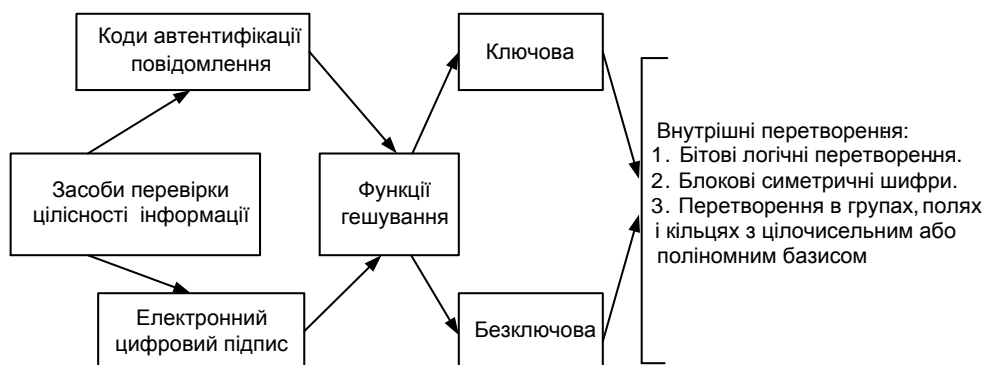 Коди автентифікації
повідомлення
Ключова
Засоби перевірки
цілісності інформації
Функції
гешування
Внутрішні перетворення:
1. Бітові логічні перетворення.
2. Блокові симетричні шифри.
3. Перетворення в групах, полях
і кільцях з цілочисельним або
поліномним базисом
Електронний
цифровий підпис
Безключова